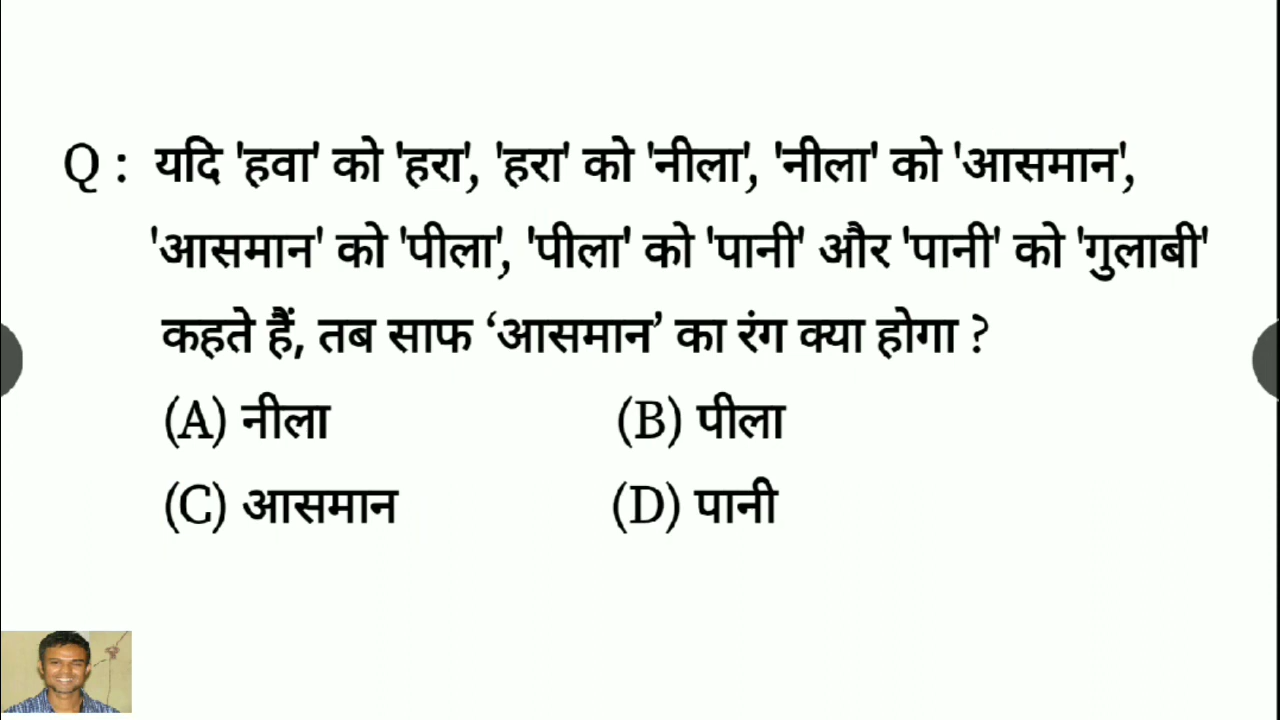 Q : यदि 'हवा' को 'हरा', 'हरा' को 'नीला', 'नीला' को 'आसमान',
'आसमान' को 'पीला', 'पीला' को 'पानी' और 'पानी' को 'गुलाबी'
कहते हैं, तब साफ ‘आसमान’ का रंग क्या होगा ?
(A) नीला (B) पीला
(C) आसमान (D) पानी